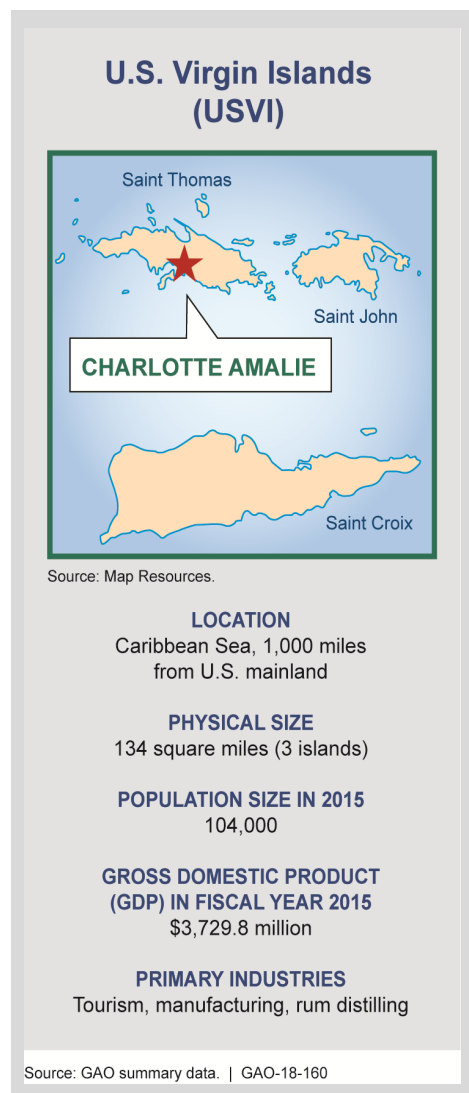 U.S. Virgin Islands
(USVI)
Saint Thomas
Saint John
CHARLOTTE AMALIE
Saint Croix
Source: Map Resources.
LOCATION
Caribbean Sea, 1,000 miles
from U.S. mainland
PHYSICAL SIZE
134 square miles (3 islands)
POPULATION SIZE IN 2015
104,000
GROSS DOMESTIC PRODUCT
(GDP) IN FISCAL YEAR 2015
$3,729.8 million
PRIMARY INDUSTRIES
Tourism, manufacturing, rum distilling
Source: GAO summary data. | GAO-18-160